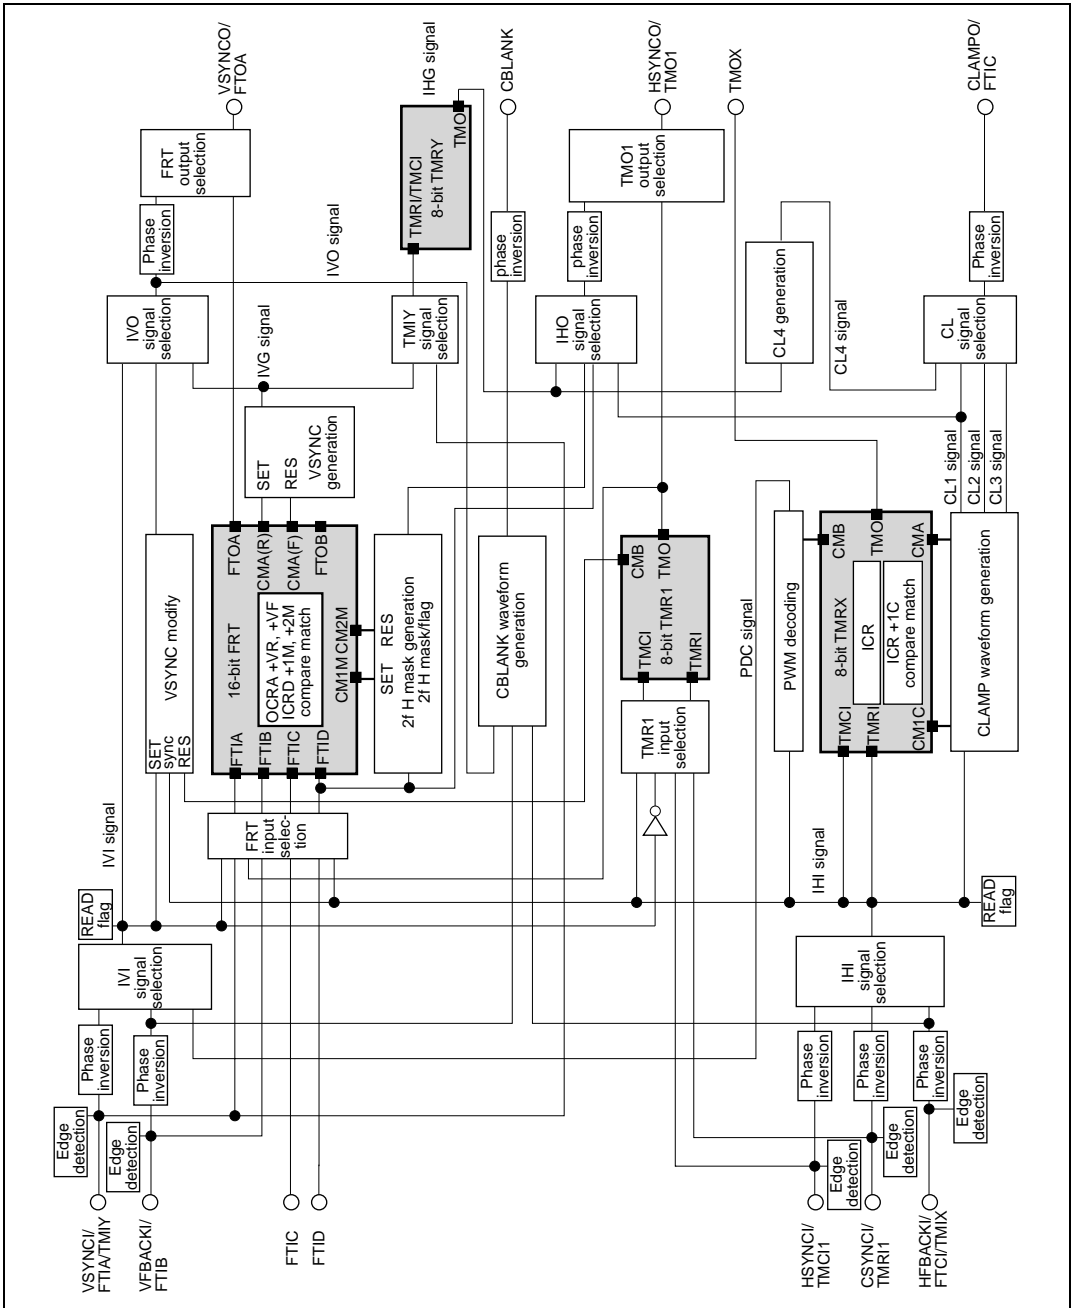 VSYNCI/
FTIA/TMIY
Edge
detection
VFBACKI/
FTIB
Edge
detection
FTIC
FTID
HSYNCI/
TMCI1
Edge
detection
CSYNCI/
TMRI1
Edge
detection
HFBACKI/
FTCI/TMIX
Edge
detection
Phase
inversion
Phase
inversion
Phase
inversion
Phase
inversion
Phase
inversion
IVI
signal
selection
IHI
signal
selection
READ
flag
READ
flag
IVI signal
IHI signal
FRT
input
selec-
tion
SET
sync
RES
VSYNC modify
FTIA
FTIB
FTIC
FTID
16-bit FRT
OCRA +VR, +VF
ICRD +1M, +2M
compare match
FTOA
CMA(R)
CMA(F)
FTOB
CM1M CM2M
SET RES
2f H mask generation
2f H mask/flag
CBLANK waveform
generation
TMR1
input
selection
TMCI
TMRI
8-bit TMR1
CMB
TMO
PDC signal
PWM decoding
TMCI
TMRI
8-bit TMRX
ICR
ICR +1C
compare match
CM1C
CMB
TMO
CMA
CLAMP waveform generation
SET
RES
VSYNC
generation
IVG signal
CL1 signal
CL2 signal
CL3 signal
CL4 signal
IVO
signal
selection
TMIY
signal
selection
IHO
signal
selection
CL4 generation
CL
signal
selection
Phase
inversion
IVO signal
phase
inversion
phase
inversion
Phase
inversion
FRT
output
selection
TMRI/TMCI
8-bit TMRY
TMO
IHG signal
TMO1
output
selection
VSYNCO/
FTOA
CBLANK
HSYNCO/
TMO1
TMOX
CLAMPO/
FTIC